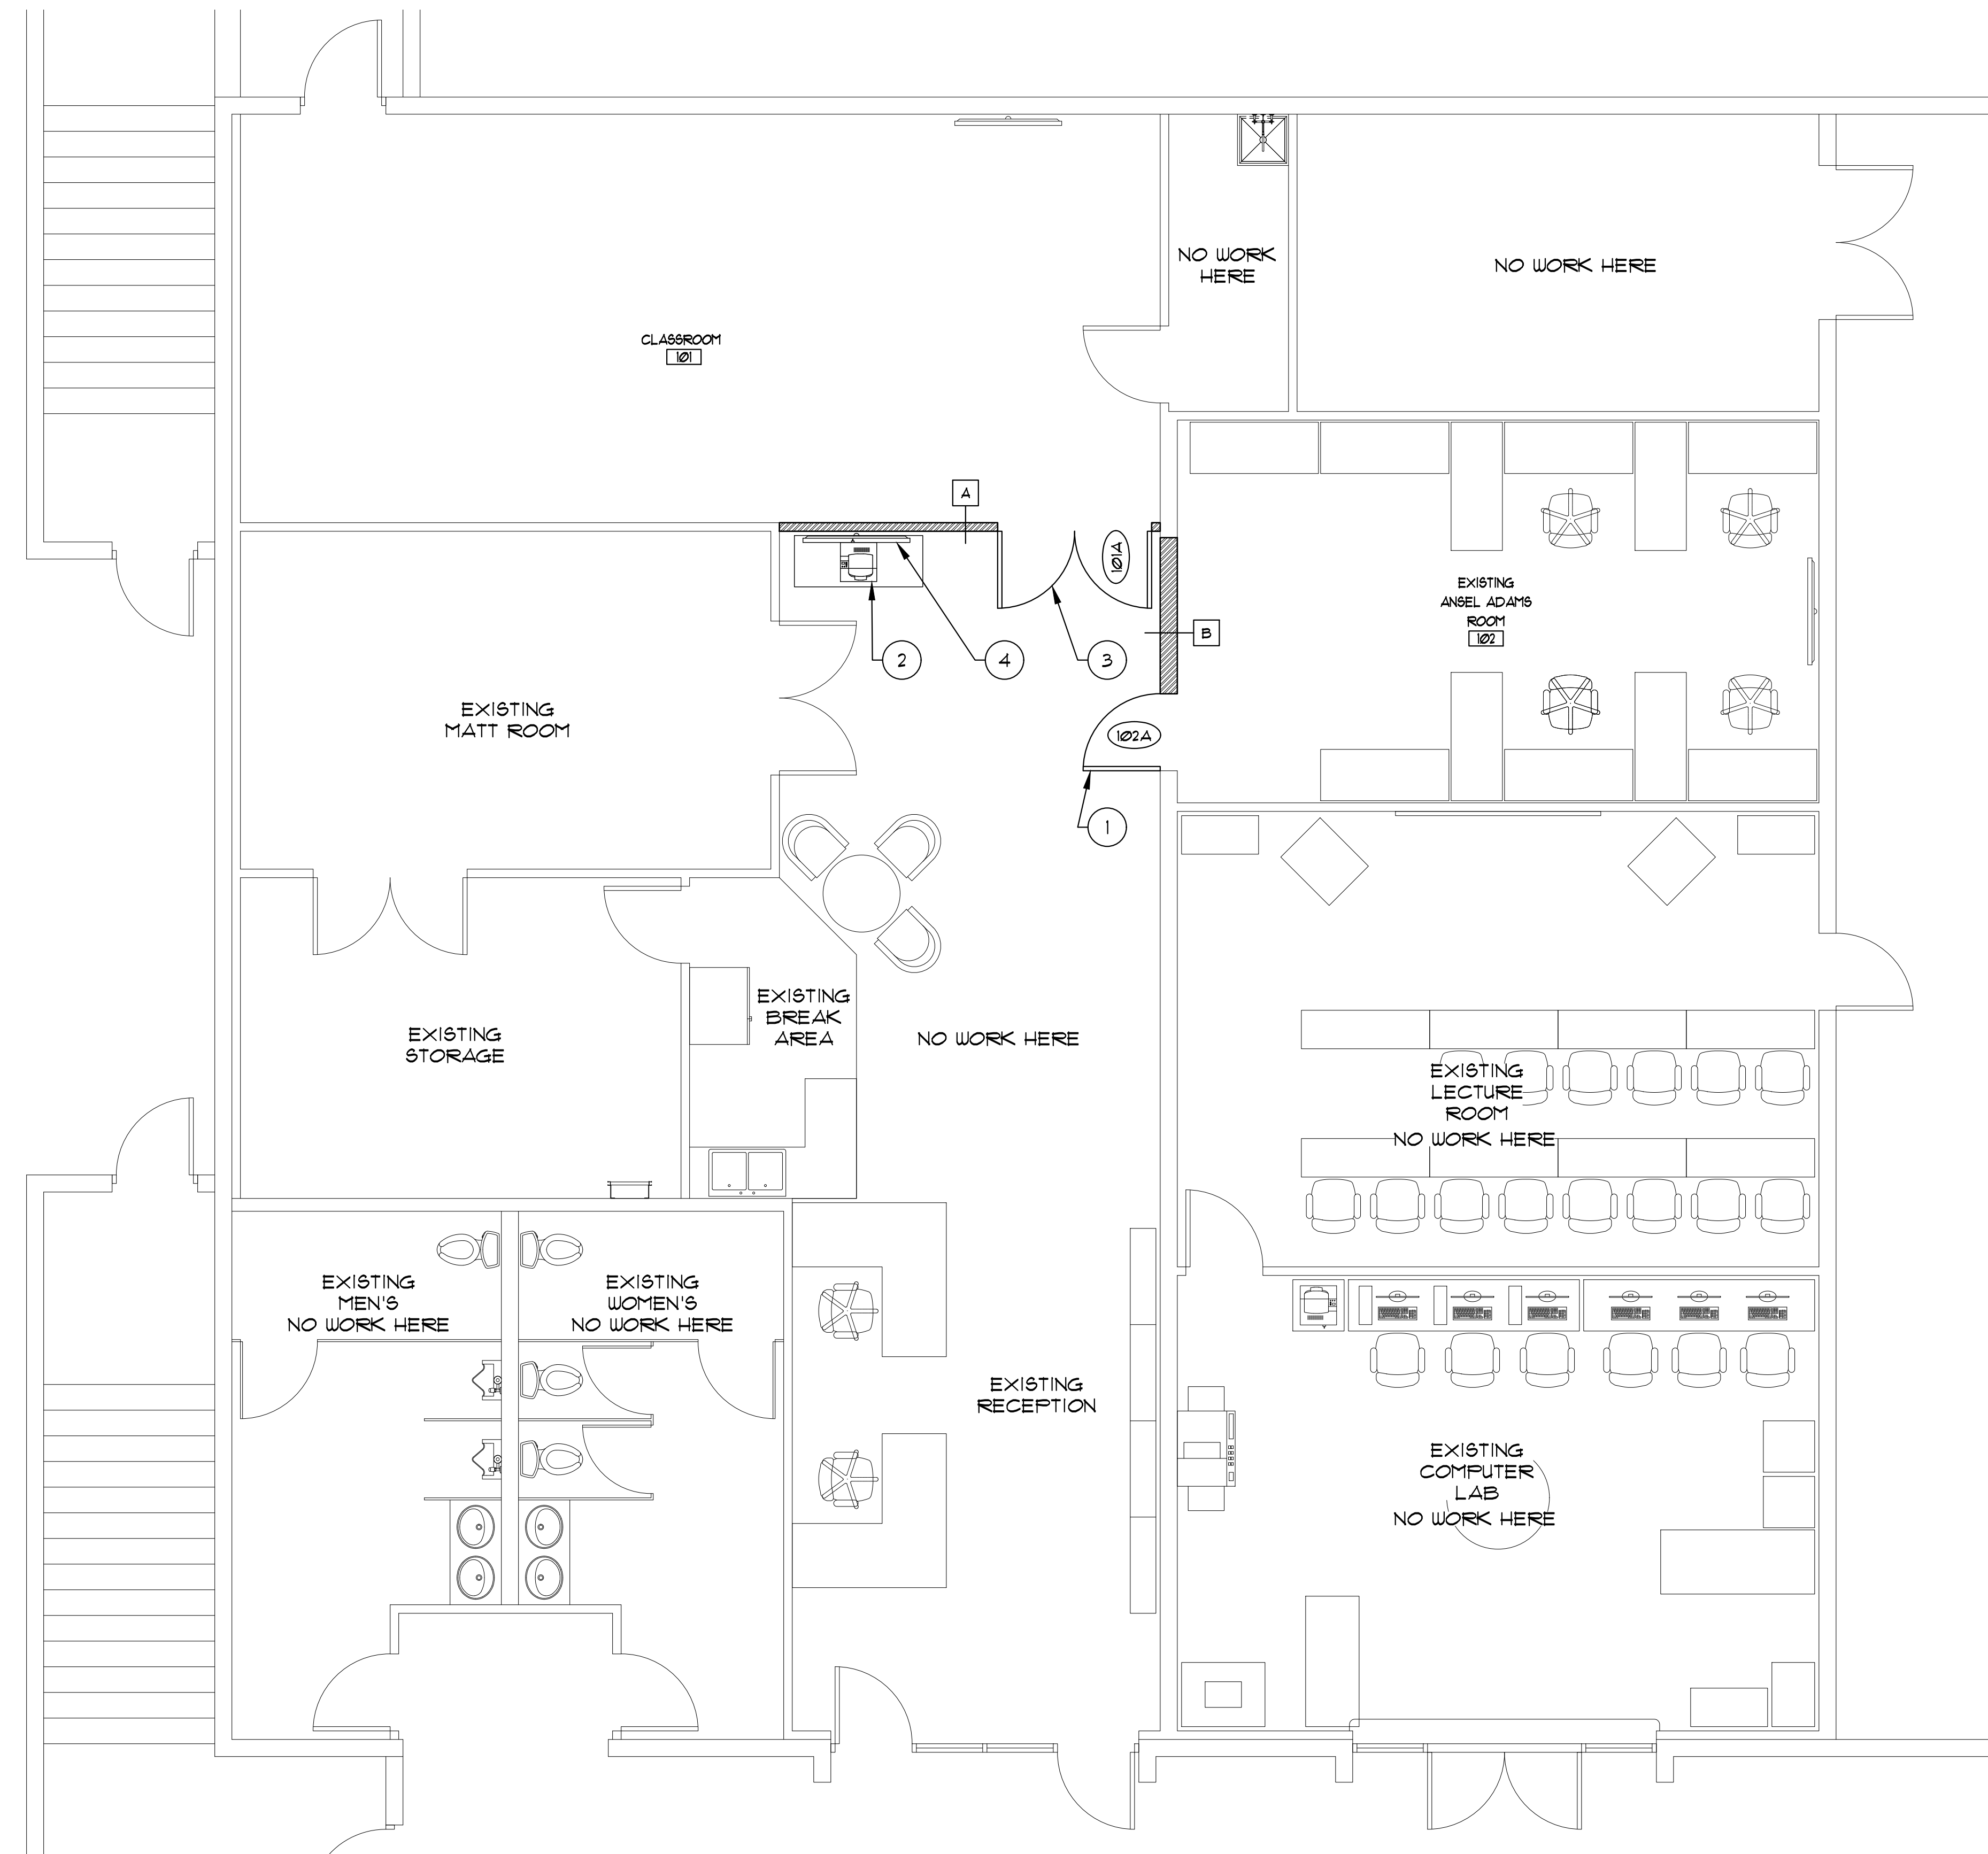 NO WORK
HERE
NO WORK HERE
CLASSROOM
101
A
101A
EXISTING
ANSEL ADAMS
ROOM
102
B
2
4
3
EXISTING
MATT ROOM
102A
1
EXISTING
STORAGE
EXISTING
BREAK
AREA
NO WORK HERE
EXISTING
LECTURE
ROOM
NO WORK HERE
EXISTING
MEN'S
NO WORK HERE
EXISTING
WOMEN'S
NO WORK HERE
EXISTING
RECEPTION
EXISTING
COMPUTER
LAB
NO WORK HERE